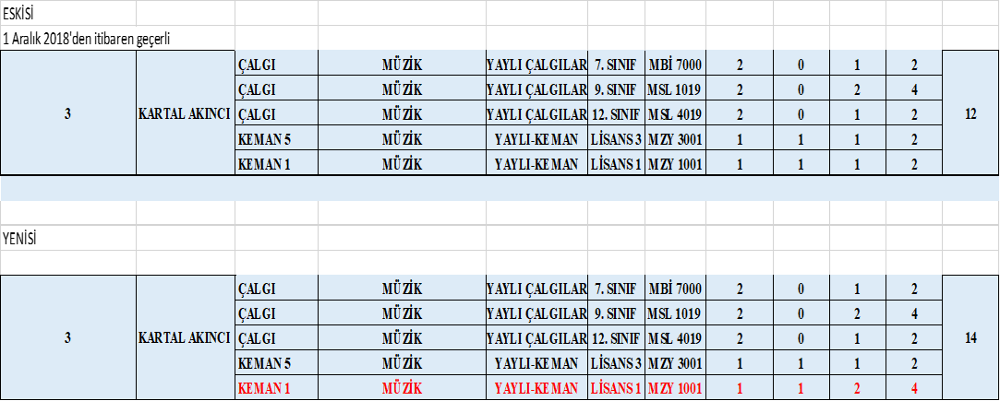 ESKİSİ
1 Aralık 2018'den itibaren geçerli
ÇALGI MÜZİK YAYLI ÇALGILAR 7. SINIF MBİ 7000 2 0 1 2
ÇALGI MÜZİK YAYLI ÇALGILAR 9. SINIF MSL 1019 2 0 2 4
3 KARTAL AKINCI ÇALGI MÜZİK YAYLI ÇALGILAR 12. SINIF MSL 4019 2 0 1 2 12
KEMAN 5 MÜZİK YAYLI-KEMAN LİSANS 3 MZY 3001 1 1 1 2
KEMAN 1 MÜZİK YAYLI-KEMAN LİSANS 1 MZY 1001 1 1 1 2
YENİSİ
ÇALGI MÜZİK YAYLI ÇALGILAR 7. SINIF MBİ 7000 2 0 1 2
ÇALGI MÜZİK YAYLI ÇALGILAR 9. SINIF MSL 1019 2 0 2 4
3 KARTAL AKINCI ÇALGI MÜZİK YAYLI ÇALGILAR 12. SINIF MSL 4019 2 0 1 2 14
KEMAN 5 MÜZİK YAYLI-KEMAN LİSANS 3 MZY 3001 1 1 1 2
KEMAN 1 MÜZİK YAYLI-KEMAN LİSANS 1 MZY 1001 1 1 2 4